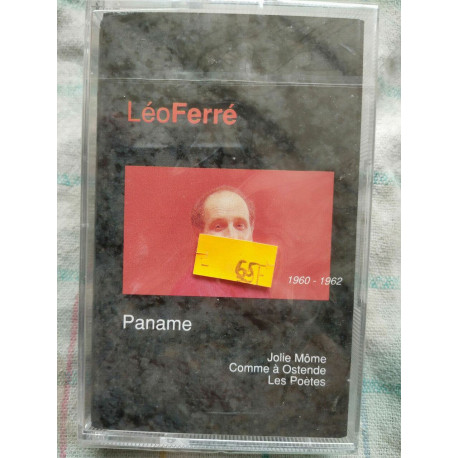 LéoFerré
65F
1960 - 1962
Paname
Jolie Môme
Comme à Ostende
Les Poètes